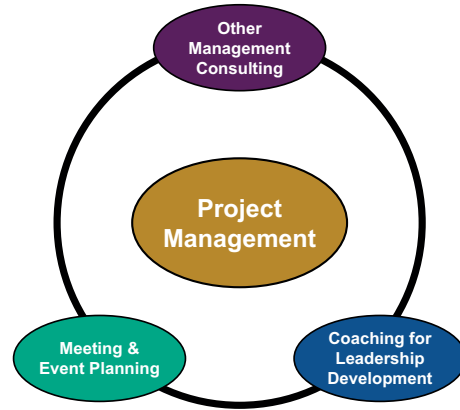 Other
Management
Consulting
Project
Management
Meeting &
Event Planning
Coaching for
Leadership
Development